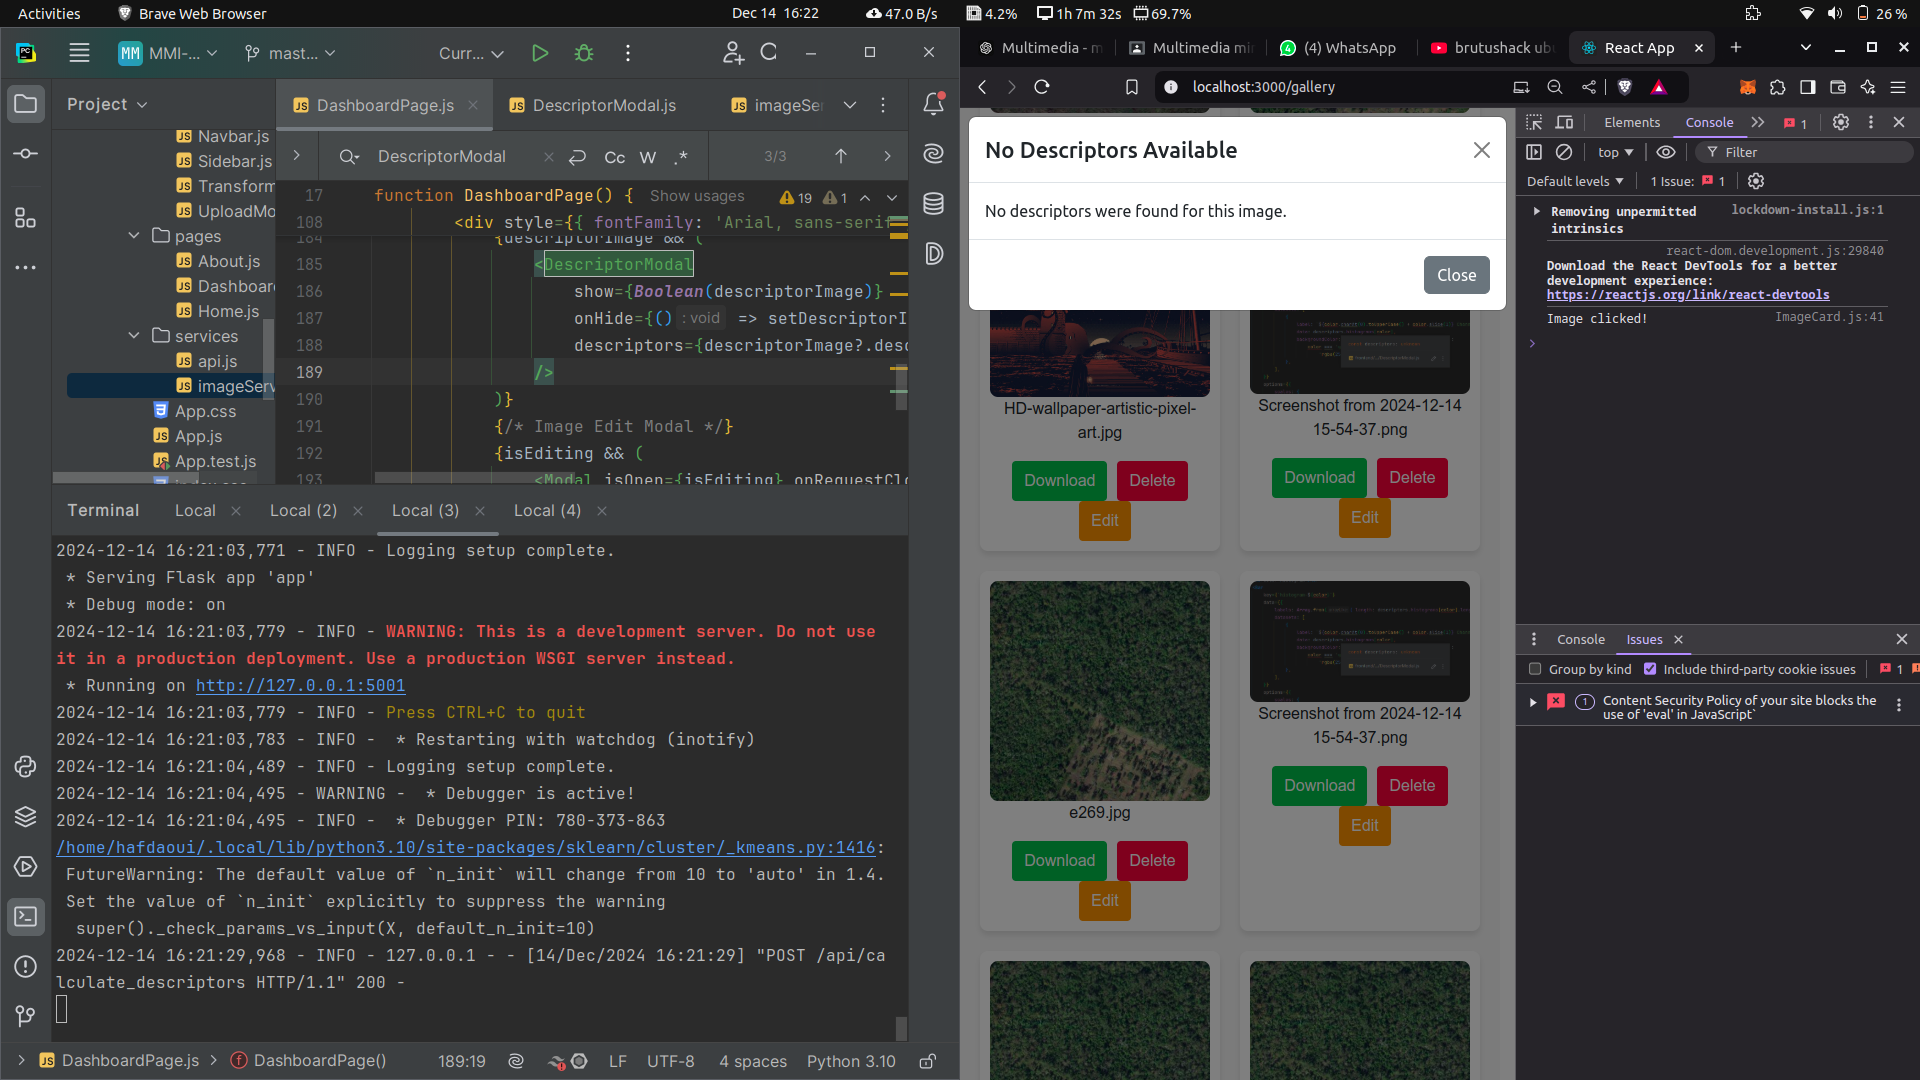 Activities
Brave Web Browser
Dec 14 16:22
47.0 B/s
4.2%
1h 7m 32s
69.7%
26 %
MM
MMI-...
mast...
Curr...
Project
Navbar.js
Sidebar.js
Transform
UploadMo
pages
About.js
Dashboar
Home.js
services
api.js
imageServ
App.css
App.js
App.test.js
DashboardPage.js
DescriptorModal.js
imageSer
DescriptorModal
Cc
W
.*
3/3
17 function DashboardPage() { Show usages
19
1
108 <div style={{ fontFamily: 'Arial, sans-serif
184 {descriptorImage && (
185 <DescriptorModal
186 show={Boolean(descriptorImage)}
187 onHide={() : void => setDescriptorI
188 descriptors={descriptorImage?.desc
189 />
190 )}
191 {/* Image Edit Modal */}
192 {isEditing && (
193 <Modal isOpen={isEditing} onRequestClo
Terminal
Local
Local (2)
Local (3)
Local (4)
2024-12-14 16:21:03,771 - INFO - Logging setup complete.
* Serving Flask app 'app'
* Debug mode: on
2024-12-14 16:21:03,779 - INFO - WARNING: This is a development server. Do not use
it in a production deployment. Use a production WSGI server instead.
* Running on http://127.0.0.1:5001
2024-12-14 16:21:03,779 - INFO - Press CTRL+C to quit
2024-12-14 16:21:03,783 - INFO -  * Restarting with watchdog (inotify)
2024-12-14 16:21:04,489 - INFO - Logging setup complete.
2024-12-14 16:21:04,495 - WARNING -  * Debugger is active!
2024-12-14 16:21:04,495 - INFO -  * Debugger PIN: 780-373-863
/home/hafdaoui/.local/lib/python3.10/site-packages/sklearn/cluster/_kmeans.py:1416:
FutureWarning: The default value of `n_init` will change from 10 to 'auto' in 1.4.
Set the value of `n_init` explicitly to suppress the warning
super()._check_params_vs_input(X, default_n_init=10)
2024-12-14 16:21:29,968 - INFO - 127.0.0.1 - - [14/Dec/2024 16:21:29] "POST /api/ca
lculate_descriptors HTTP/1.1" 200 -
DashboardPage.js
DashboardPage()
189:19
LF
UTF-8
4 spaces
Python 3.10
Multimedia - m
Multimedia mi
(4) WhatsApp
brutushack ub
React App
localhost:3000/gallery
No Descriptors Available
No descriptors were found for this image.
Close
HD-wallpaper-artistic-pixel-
art.jpg
Download
Delete
Edit
Screenshot from 2024-12-14
15-54-37.png
Download
Delete
Edit
e269.jpg
Download
Delete
Edit
Screenshot from 2024-12-14
15-54-37.png
Download
Delete
Edit
Elements
Console
1
top
Filter
Default levels
1 Issue:
1
Removing unpermitted
intrinsics
lockdown-install.js:1
react-dom.development.js:29840
Download the React DevTools for a better
development experience:
https://reactjs.org/link/react-devtools
Image clicked!
ImageCard.js:41
Console
Issues
Group by kind
Include third-party cookie issues
1
1
Content Security Policy of your site blocks the
use of 'eval' in JavaScript`